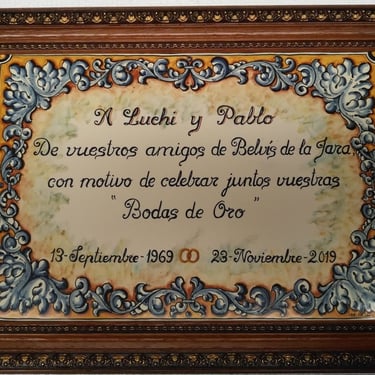 A Luchi y Pablo
De vuestros amigos de Belvís de la Jara
con motivo de celebrar juntos vuestras
"Bodas de Oro"
13-Septiembre-1969 23-Noviembre-2019